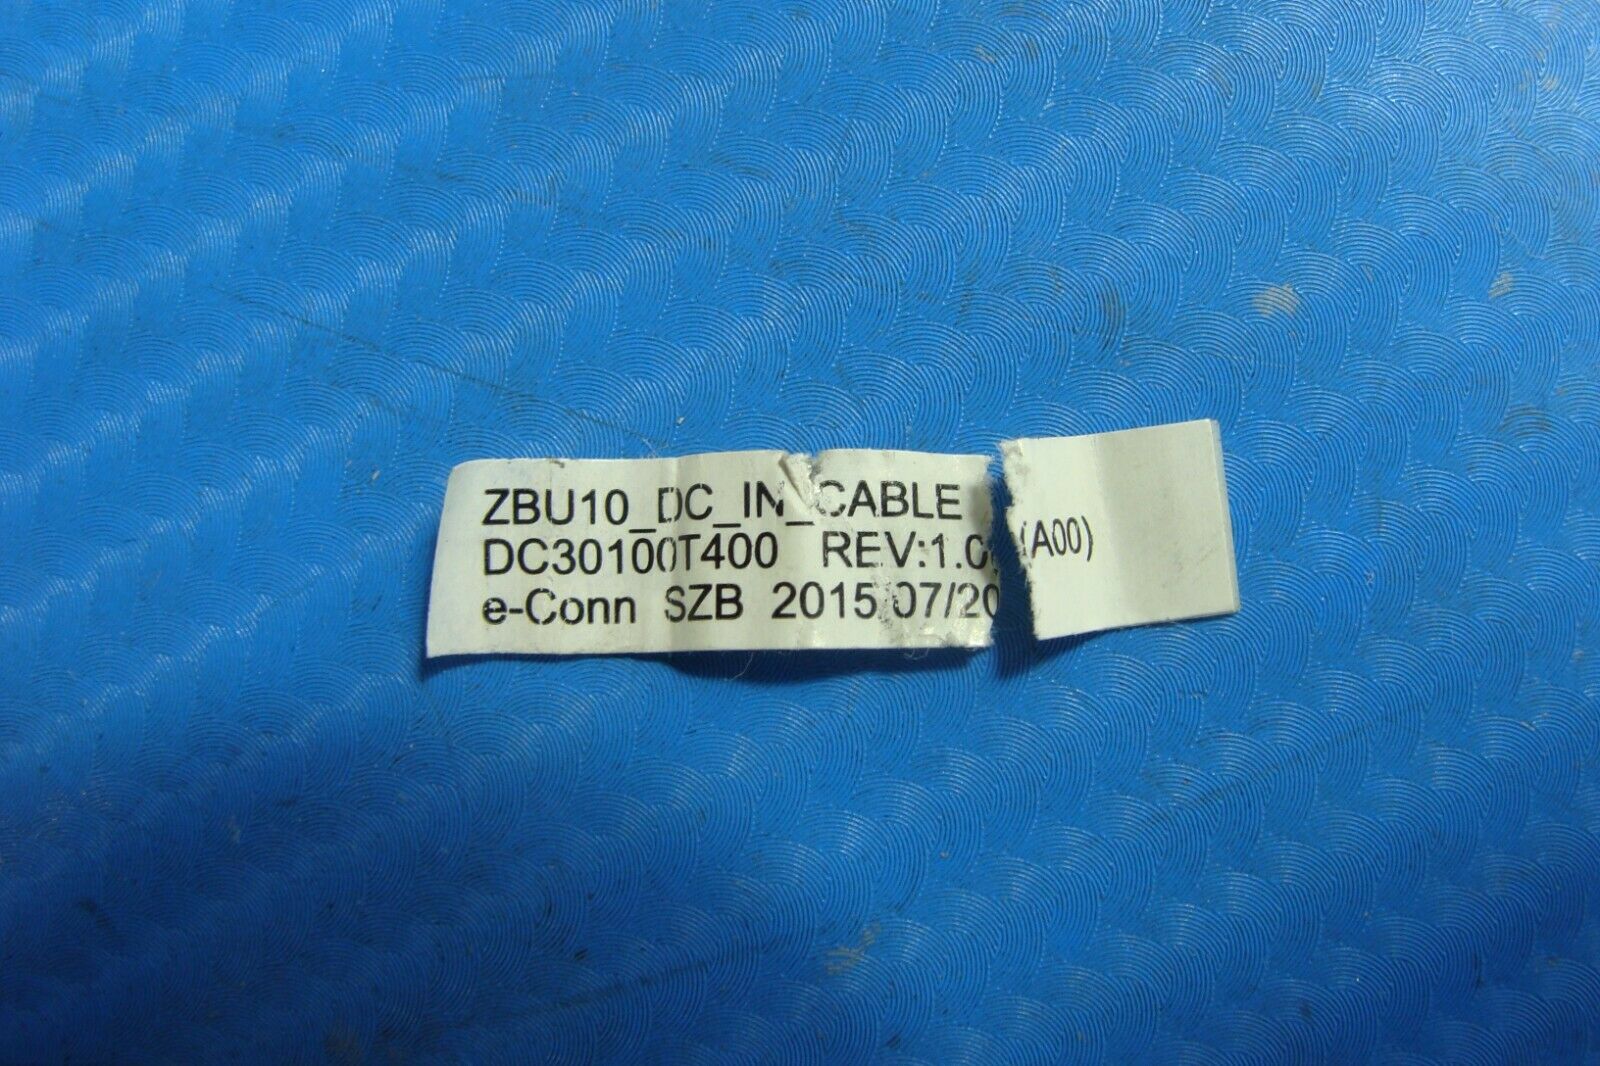 ZBU10_DC_IN_CABLE
DC30100T400 REV:1.0 (A00)
e-Conn SZB 2015/07/20